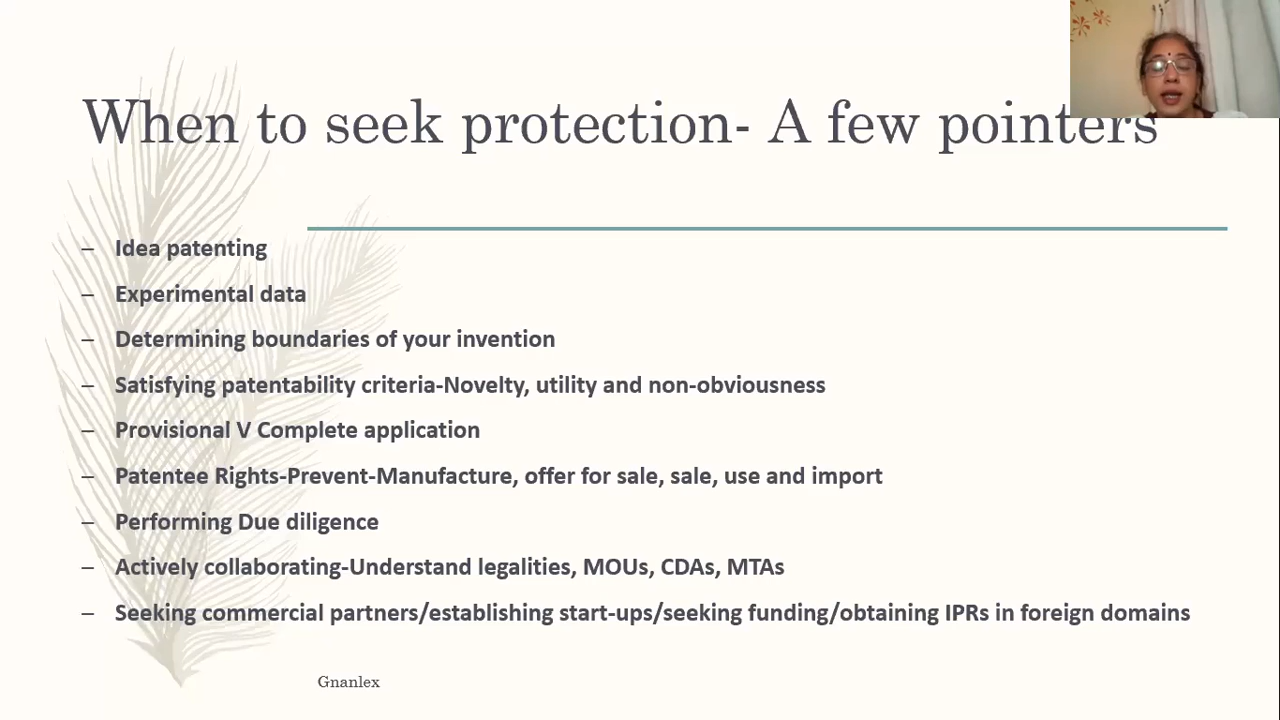 When to seek protection- A few pointers
– Idea patenting
– Experimental data
– Determining boundaries of your invention
– Satisfying patentability criteria-Novelty, utility and non-obviousness
– Provisional V Complete application
– Patentee Rights-Prevent-Manufacture, offer for sale, sale, use and import
– Performing Due diligence
– Actively collaborating-Understand legalities, MOUs, CDAs, MTAs
– Seeking commercial partners/establishing start-ups/seeking funding/obtaining IPRs in foreign domains
Gnanlex